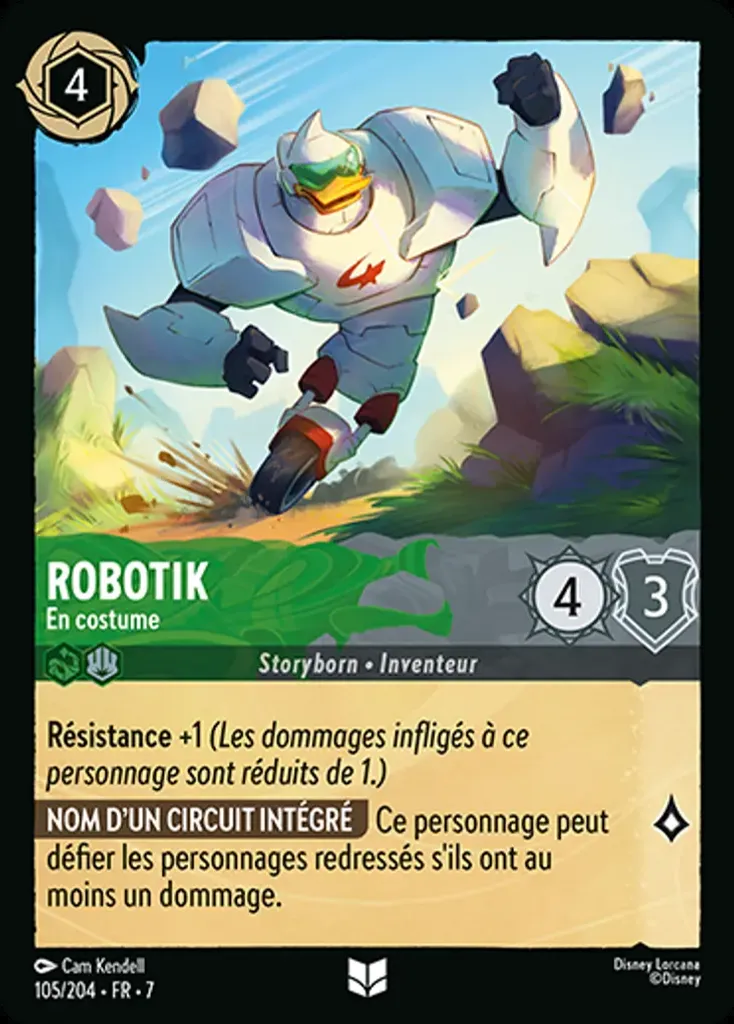 4
ROBOTIK
En costume
4
3
Storyborn • Inventeur
Résistance +1 (Les dommages infligés à ce
personnage sont réduits de 1.)
NOM D'UN CIRCUIT INTÉGRÉ Ce personnage peut
défier les personnages redressés s'ils ont au
moins un dommage.
Cam Kendell
105/204 • FR • 7
Disney Lorcana
©Disney